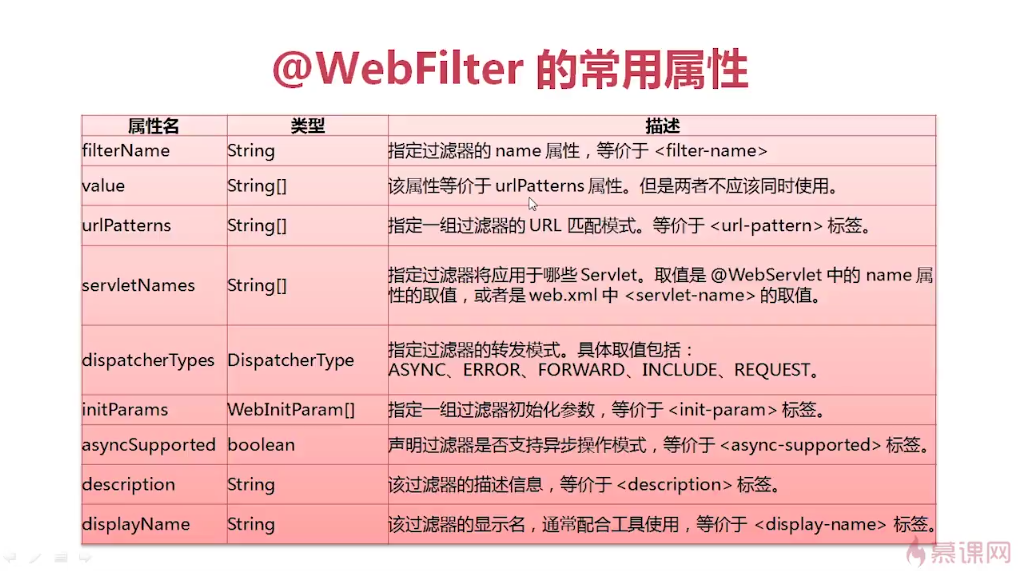 @WebFilter 的常用属性
属性名 类型 描述
filterName String 指定过滤器的 name 属性，等价于 <filter-name>
value String[] 该属性等价于 urlPatterns 属性。但是两者不应该同时使用。
urlPatterns String[] 指定一组过滤器的 URL 匹配模式。等价于 <url-pattern> 标签。
servletNames String[] 指定过滤器将应用于哪些 Servlet。取值是 @WebServlet 中的 name 属
性的取值，或者是 web.xml 中 <servlet-name> 的取值。
dispatcherTypes DispatcherType 指定过滤器的转发模式。具体取值包括：
ASYNC、ERROR、FORWARD、INCLUDE、REQUEST。
initParams WebInitParam[] 指定一组过滤器初始化参数，等价于 <init-param> 标签。
asyncSupported boolean 声明过滤器是否支持异步操作模式，等价于 <async-supported> 标签。
description String 该过滤器的描述信息，等价于 <description> 标签。
displayName String 该过滤器的显示名，通常配合工具使用，等价于 <display-name> 标签。
慕课网